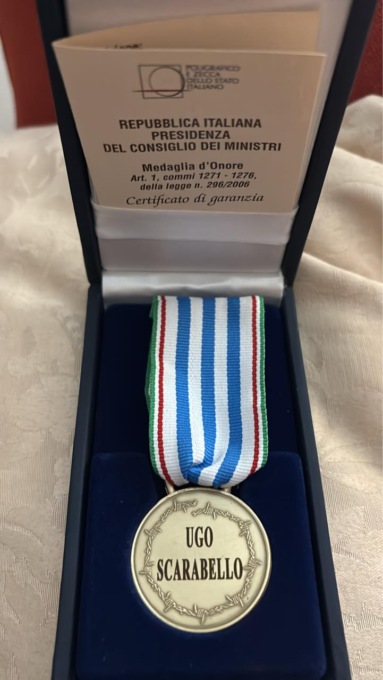 POLIGRAFICO
E ZECCA
DELLO STATO
ITALIANO
REPUBBLICA ITALIANA
PRESIDENZA
DEL CONSIGLIO DEI MINISTRI
Medaglia d'Onore
Art. 1, commi 1271 - 1276,
della legge n. 296/2006
Certificato di garanzia
UGO
SCARABELLO